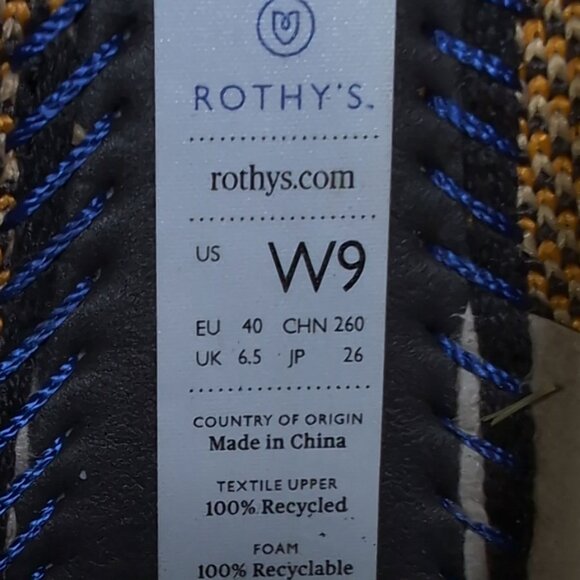 ROTHY'S
rothys.com
US W9
EU 40 CHN 260
UK 6.5 JP 26
COUNTRY OF ORIGIN
Made in China
TEXTILE UPPER
100% Recycled
FOAM
100% Recyclable